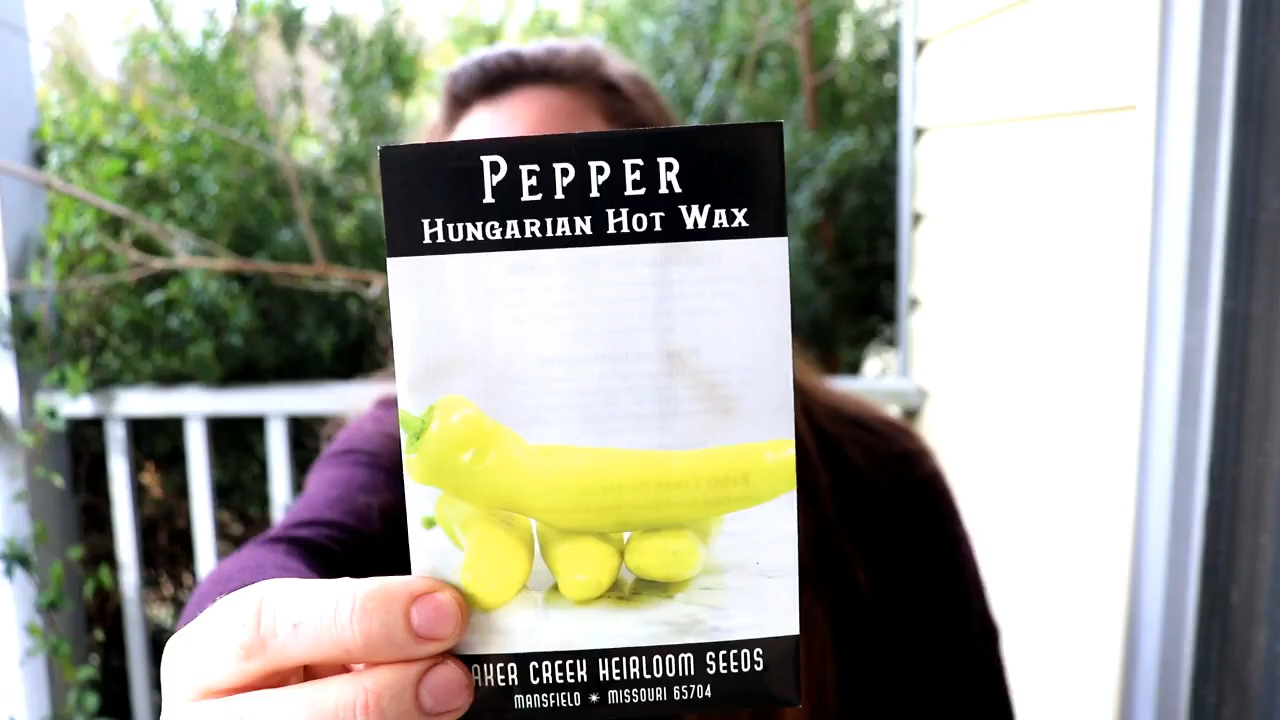 PEPPER
HUNGARIAN HOT WAX
AKER CREEK HEIRLOOM SEEDS
MANSFIELD ✷ MISSOURI 65704